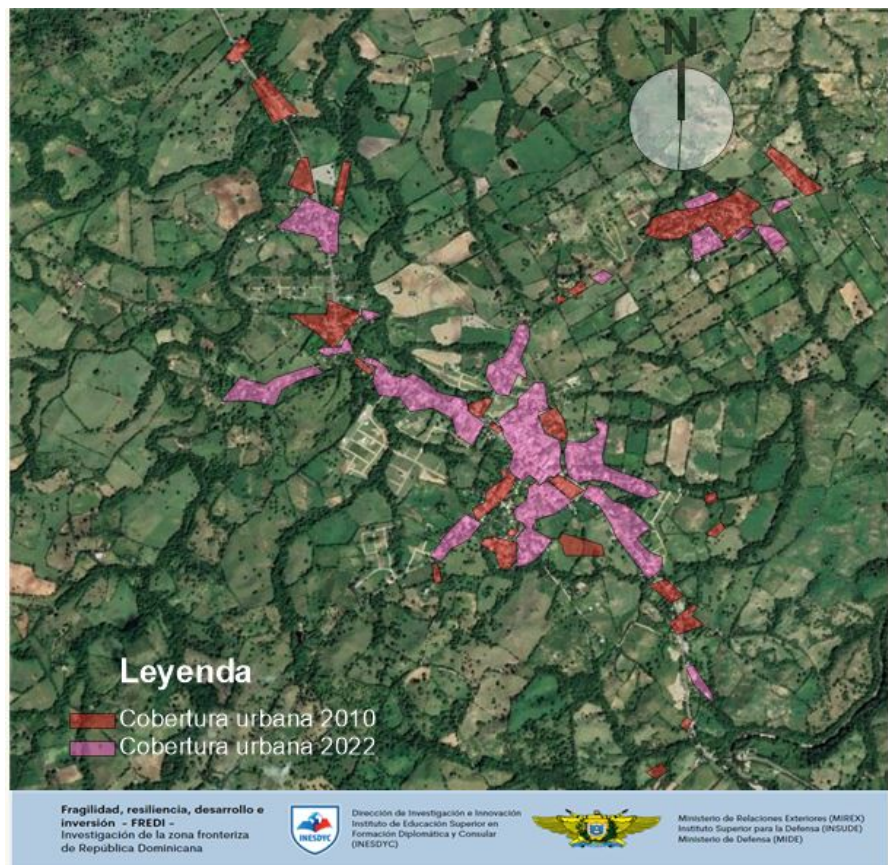 N
Leyenda
Cobertura urbana 2010
Cobertura urbana 2022
Fragilidad, resiliencia, desarrollo e
inversión - FREDI -
Investigación de la zona fronteriza
de República Dominicana
INESDYC
Dirección de Investigación e Innovación
Instituto de Educación Superior en
Formación Diplomática y Consular
(INESDYC)
Ministerio de Relaciones Exteriores (MIREX)
Instituto Superior para la Defensa (INSUDE)
Ministerio de Defensa (MIDE)